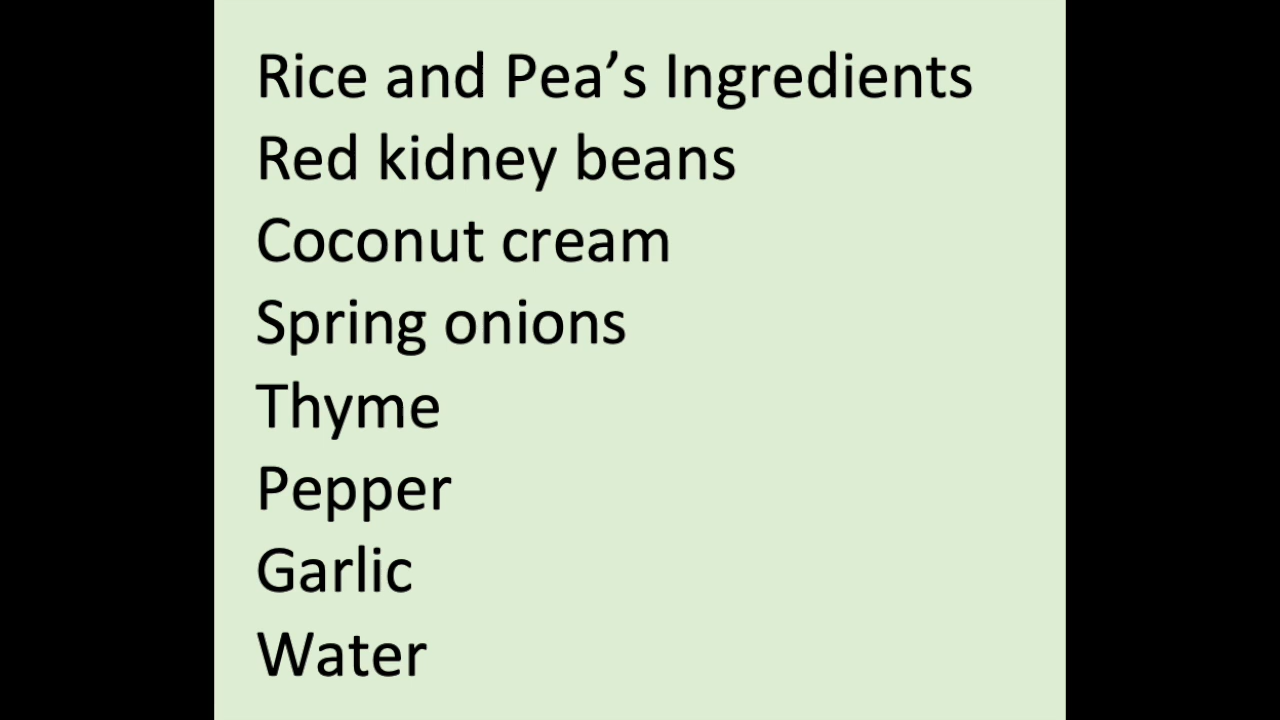 Rice and Pea’s Ingredients
Red kidney beans
Coconut cream
Spring onions
Thyme
Pepper
Garlic
Water